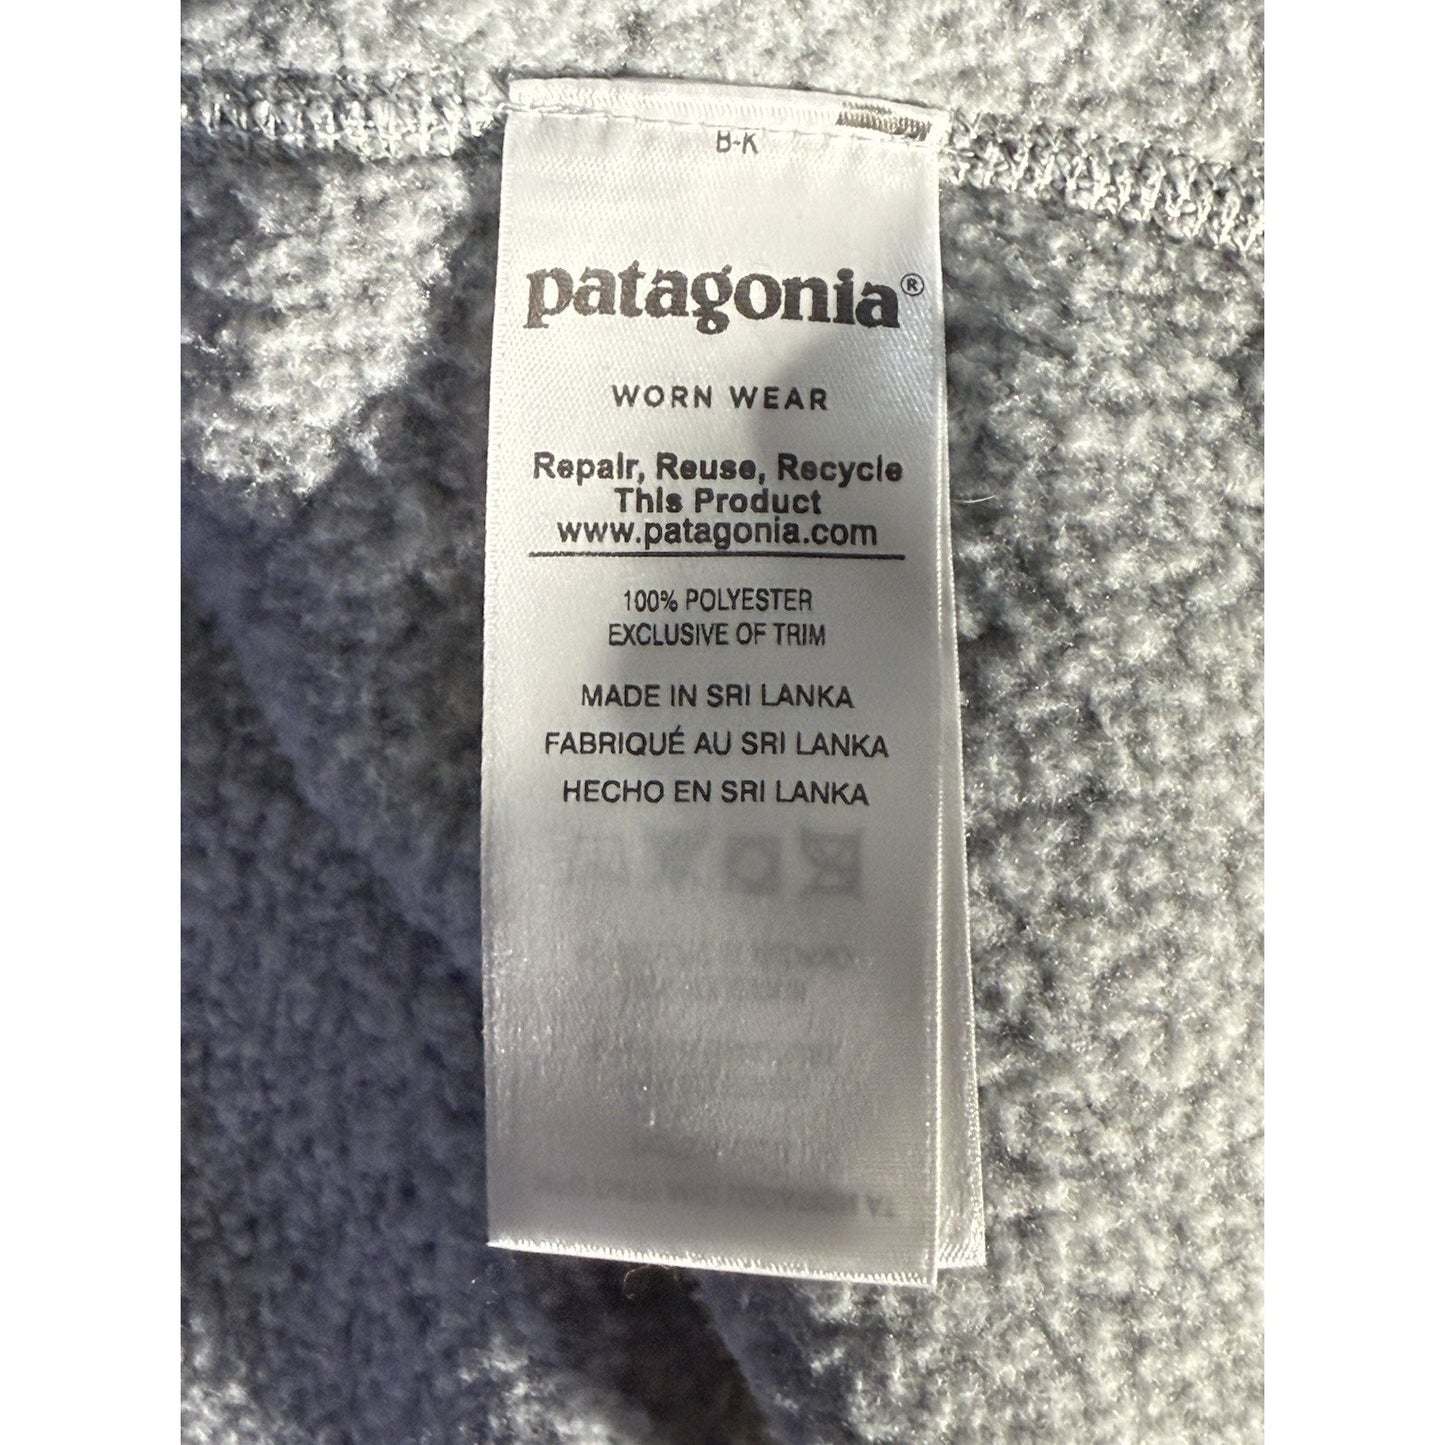 B-K
patagonia®
WORN WEAR
Repair, Reuse, Recycle
This Product
www.patagonia.com
100% POLYESTER
EXCLUSIVE OF TRIM
MADE IN SRI LANKA
FABRIQUÉ AU SRI LANKA
HECHO EN SRI LANKA